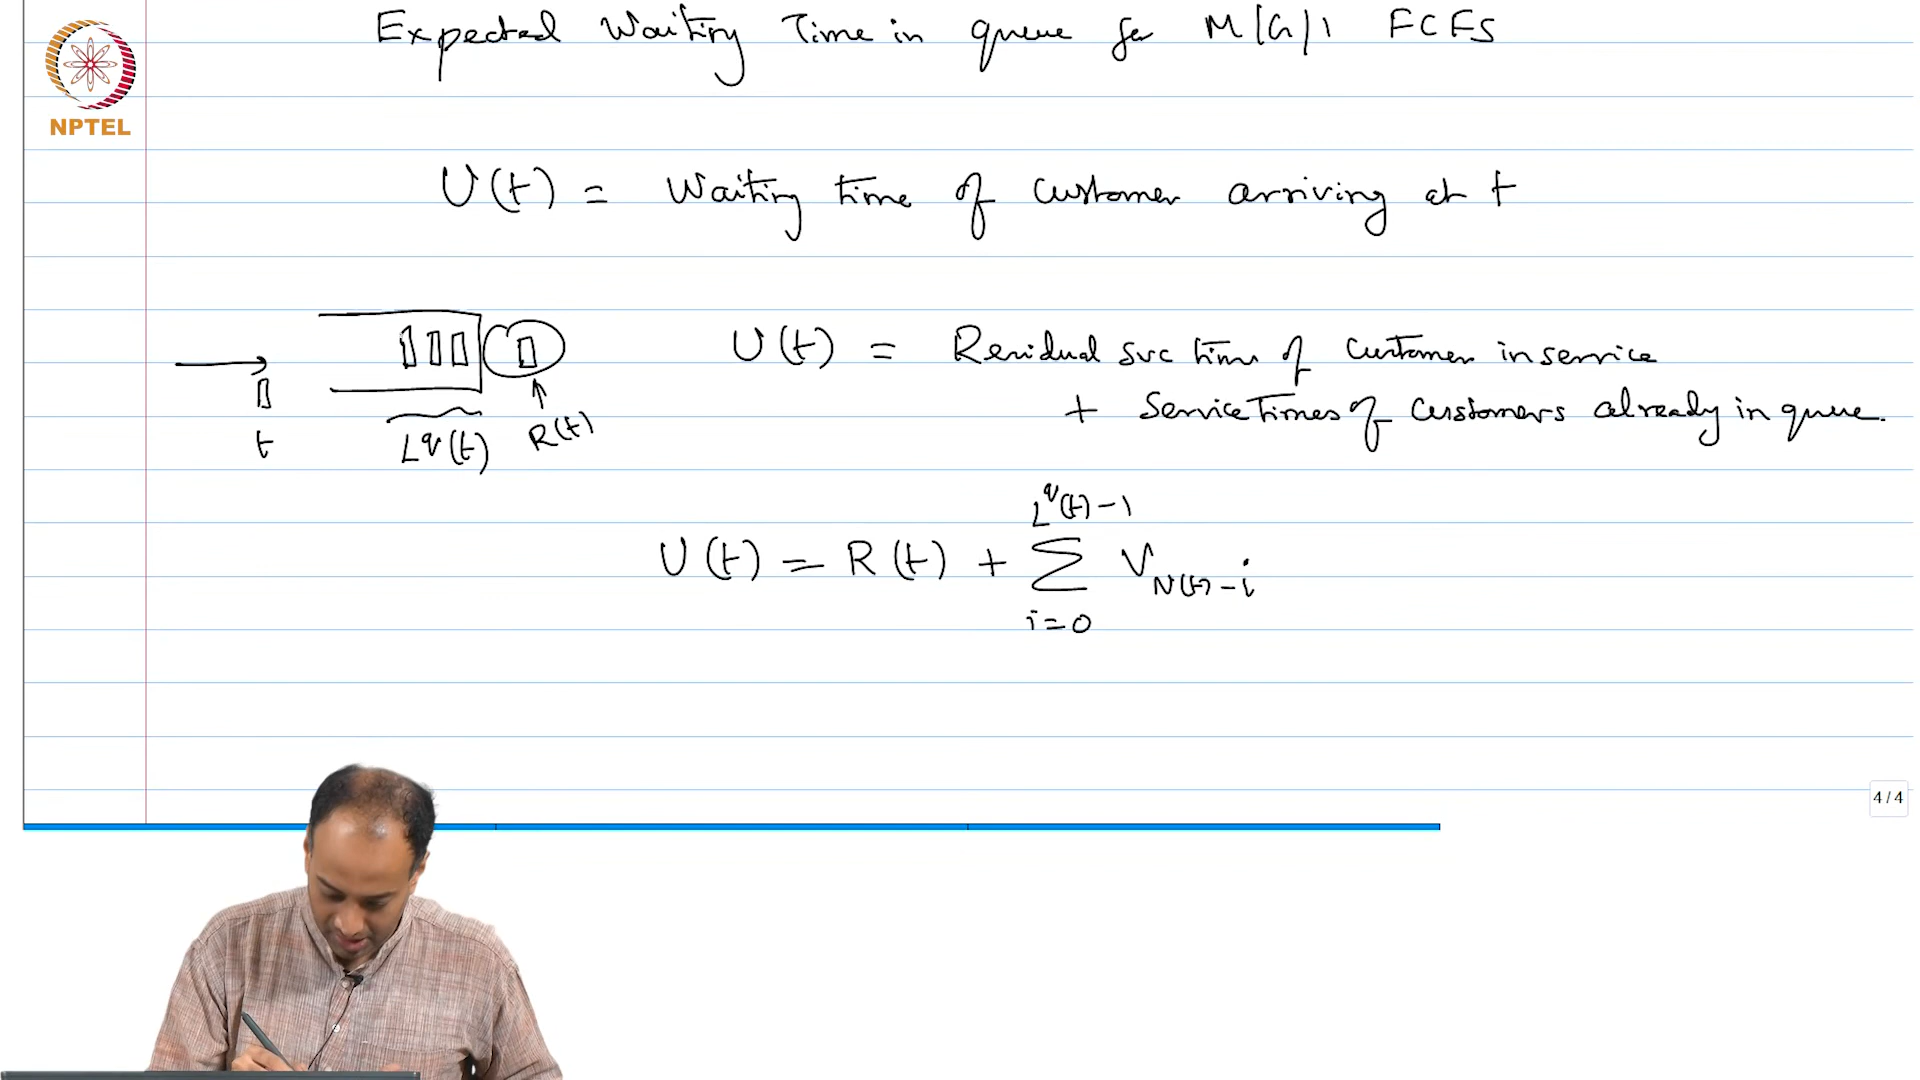 Expected Waiting Time in queue for M/G/1 FCFS
NPTEL
U(t) = Waiting time of customer arriving at t
U(t) = Residual svc time of customer in service
+ Service Times of customers already in queue.
t
L^q(t)
R(t)
U(t) = R(t) + \sum_{i=0}^{L^q(t)-1} V_{N(t)-i}
4 / 4